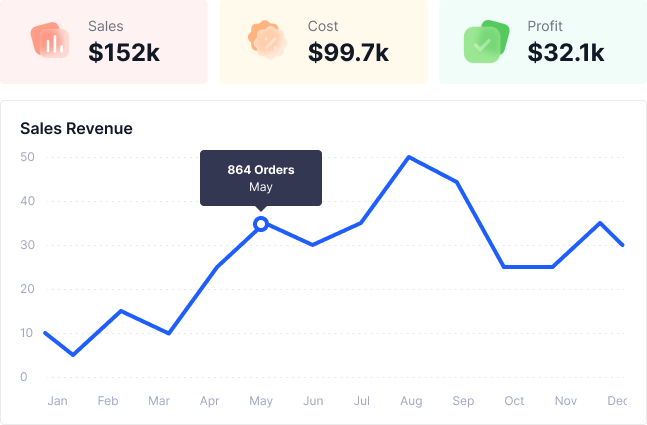 Sales
$152k
Cost
$99.7k
Profit
$32.1k
Sales Revenue
50
864 Orders
May
40
30
20
10
0
Jan Feb Mar Apr May Jun Jul Aug Sep Oct Nov Dec